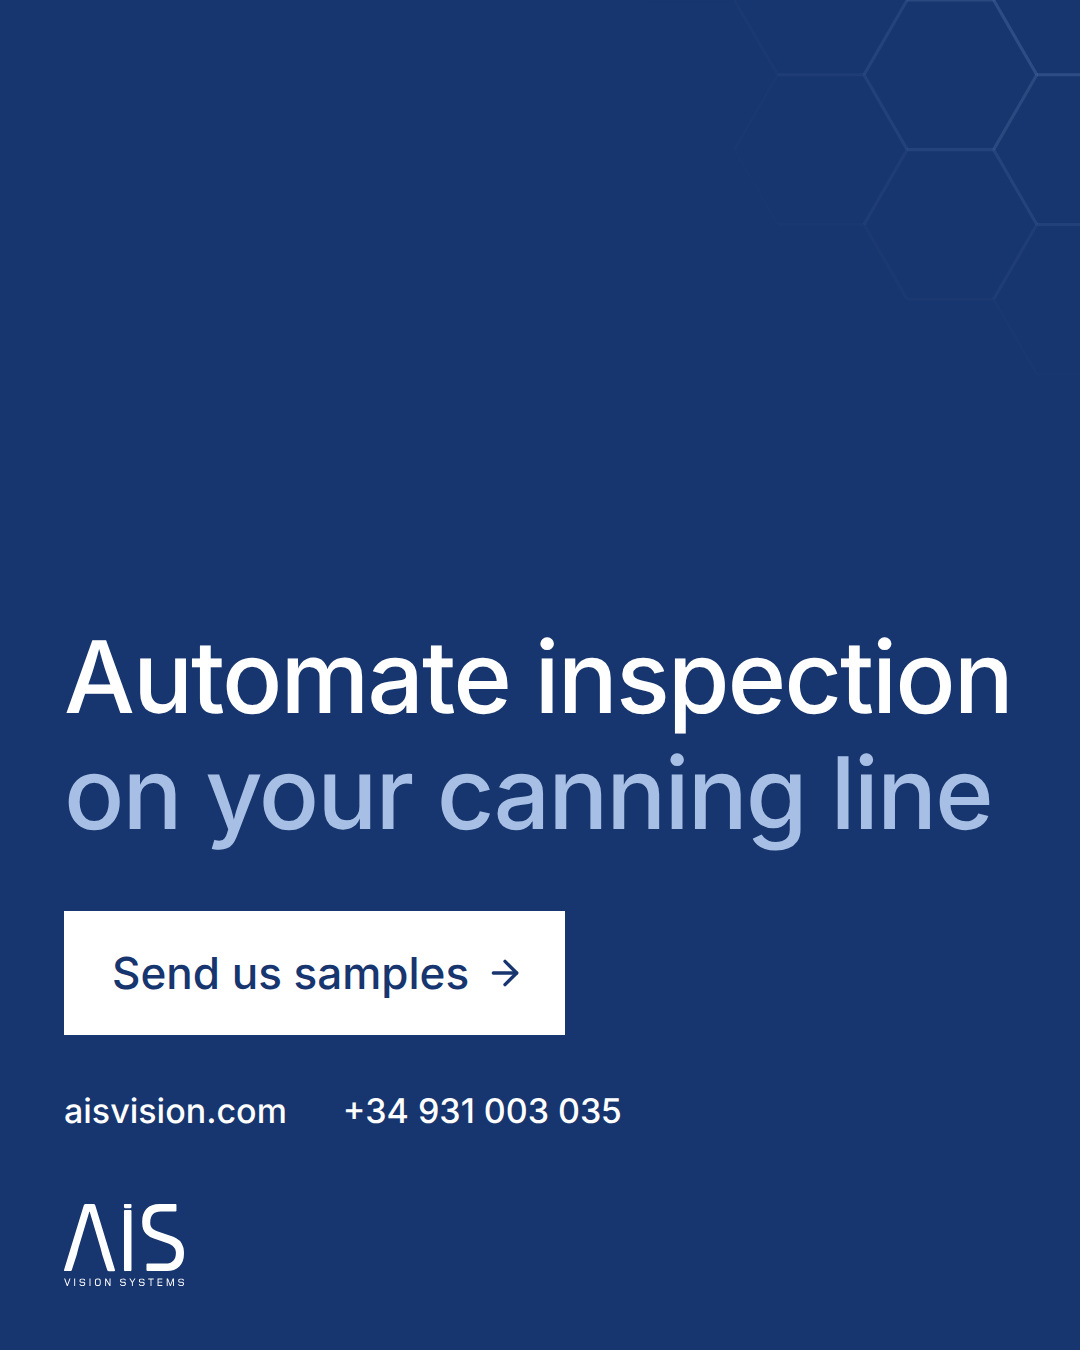 Automate inspection
on your canning line
Send us samples →
aisvision.com +34 931 003 035
AiS
VISION SYSTEMS